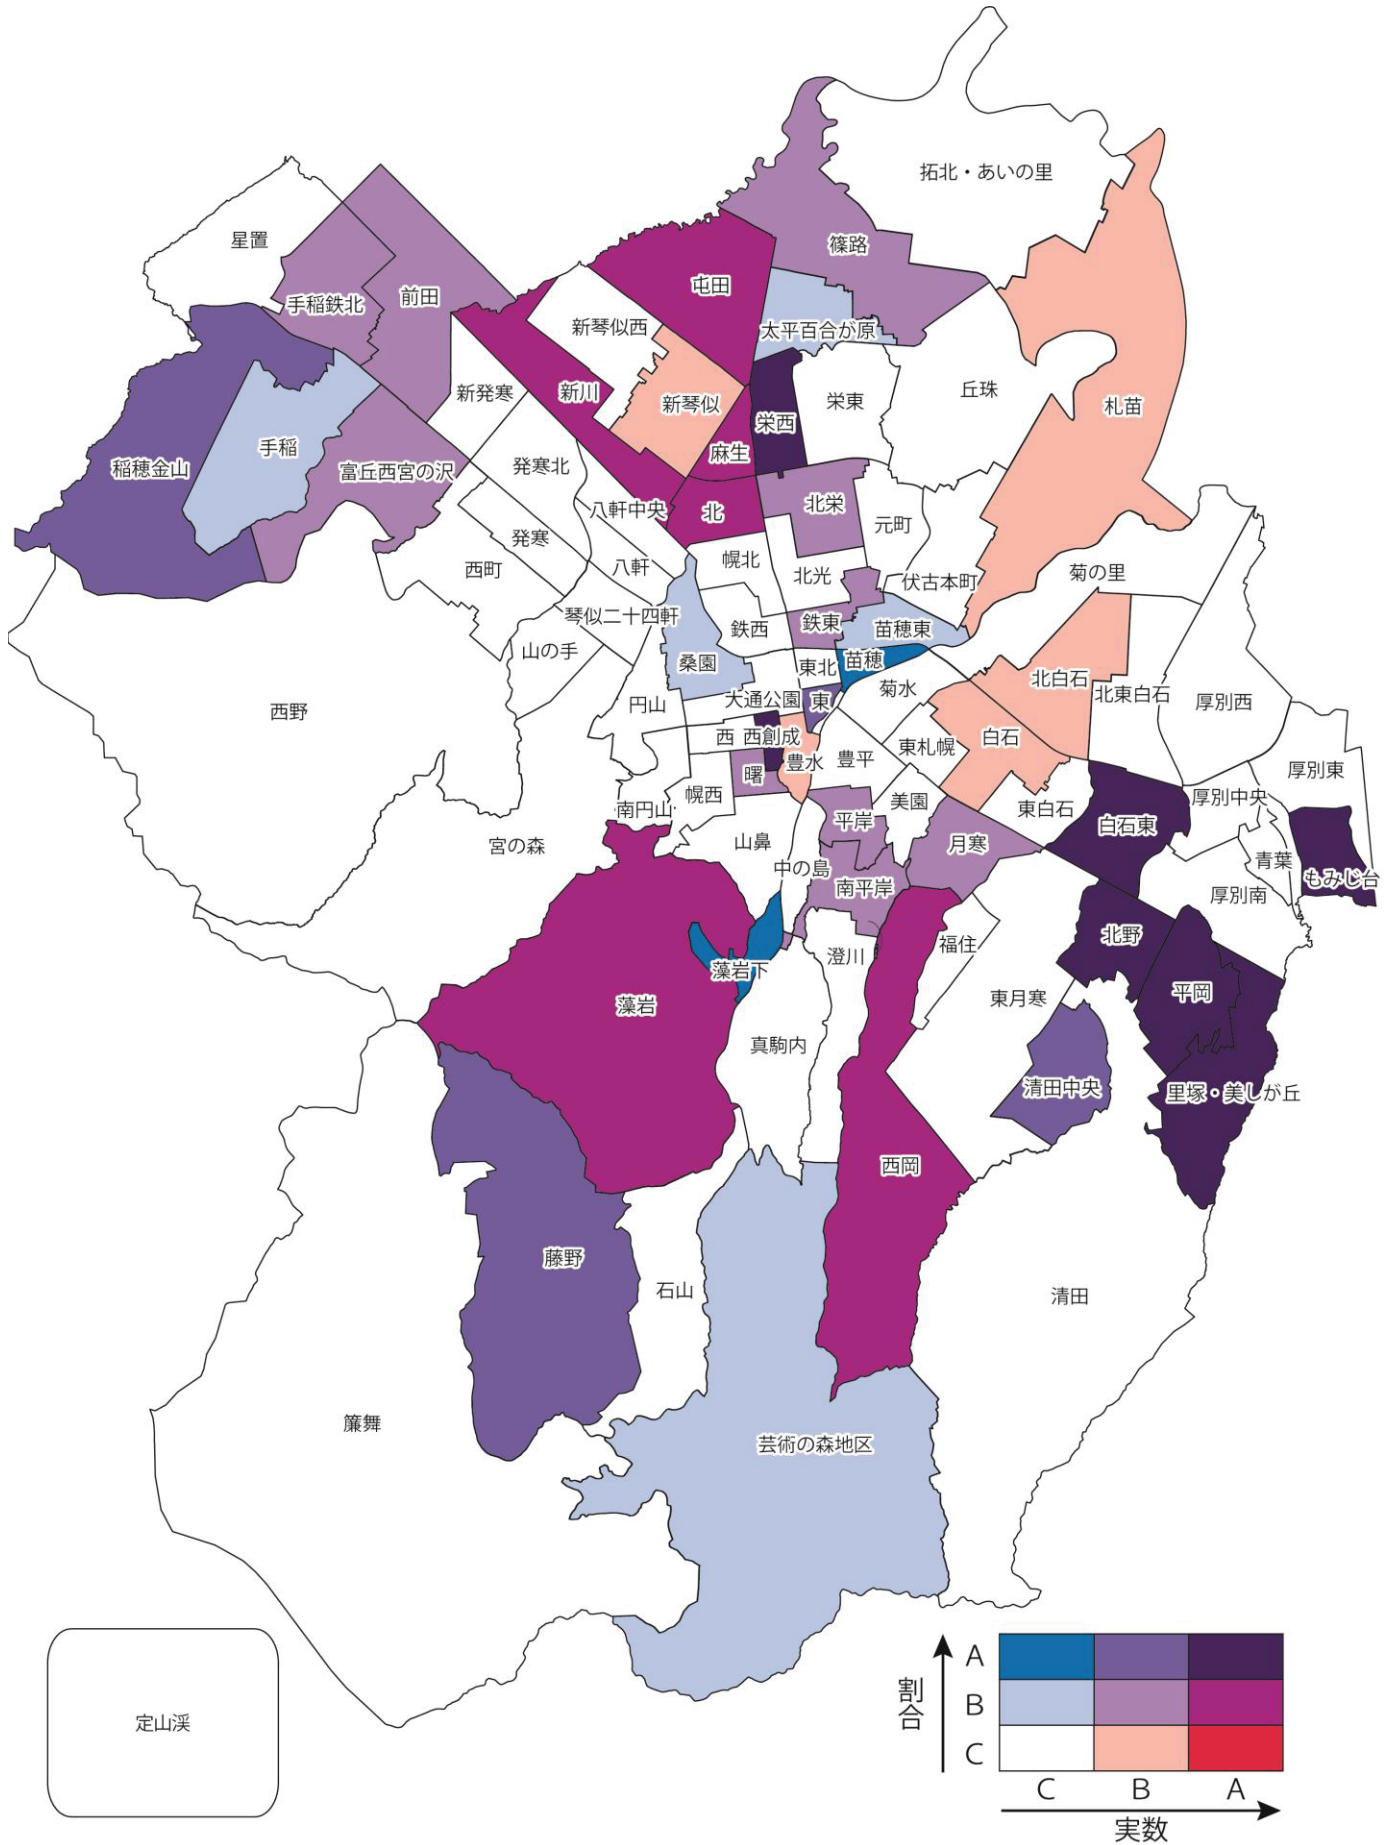 拓北・あいの里
星置
篠路
手稲鉄北
前田
屯田
新琴似西
太平百合が原
新発寒
新川
新琴似
栄西
栄東
丘珠
札苗
稲穂金山
手稲
富丘西宮の沢
発寒北
麻生
八軒中央
北
北栄
元町
発寒
西町
八軒
幌北
北光
伏古本町
菊の里
琴似二十四軒
鉄西
鉄東
苗穂東
山の手
桑園
東北
苗穂
菊水
北白石
北東白石
厚別西
西野
円山
大通公園
東
西
西創成
豊水
豊平
東札幌
白石
曙
厚別東
南円山
幌西
美園
東白石
厚別中央
宮の森
山鼻
平岸
月寒
白石東
青葉
中の島
南平岸
もみじ台
厚別南
藻岩下
澄川
福住
北野
藻岩
東月寒
平岡
真駒内
清田中央
里塚・美しが丘
西岡
藤野
石山
清田
簾舞
芸術の森地区
定山渓
割合
A
B
C
C B A
実数